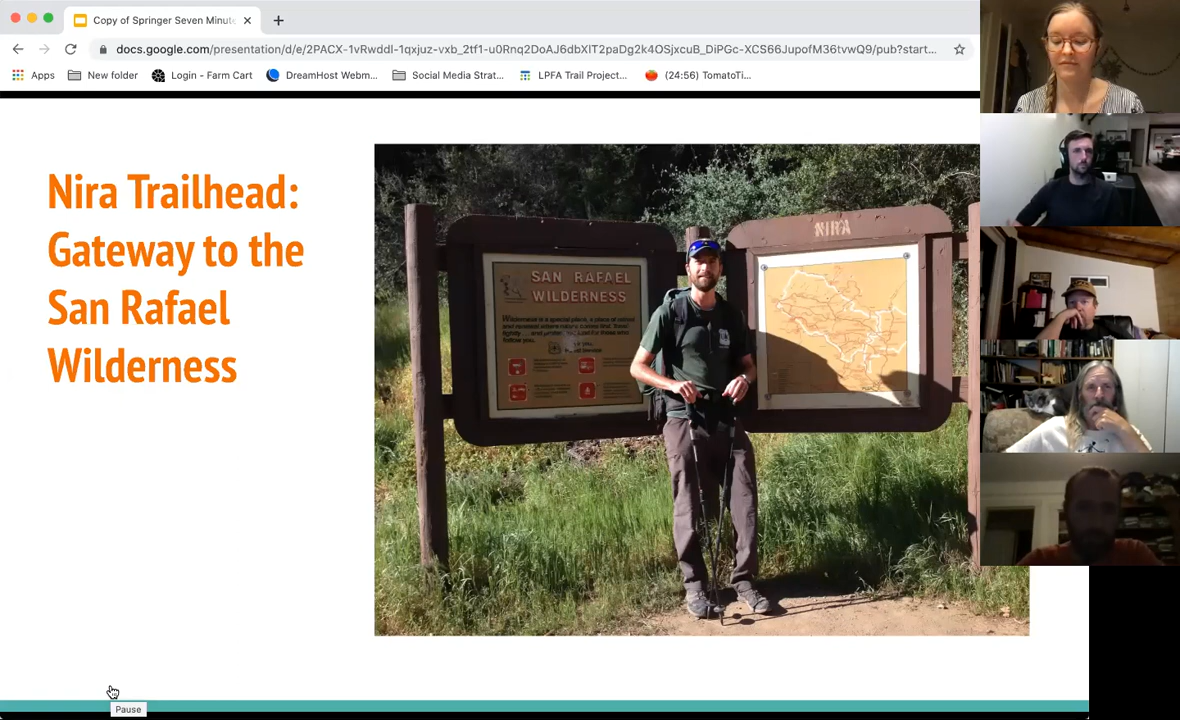 Copy of Springer Seven Minut
docs.google.com/presentation/d/e/2PACX-1vRwddI-1qxjuz-vxb_2tf1-u0Rnq2DoAJ6dbXIT2paDg2k4OSjxcuB_DiPGc-XCS66JupofM36tvwQ9/pub?start...
Apps
New folder
Login - Farm Cart
DreamHost Webm...
Social Media Strat...
LPFA Trail Project...
(24:56) TomatoTi...
Nira Trailhead:
Gateway to the
San Rafael
Wilderness
SAN RAFAEL
WILDERNESS
NIRA
Pause